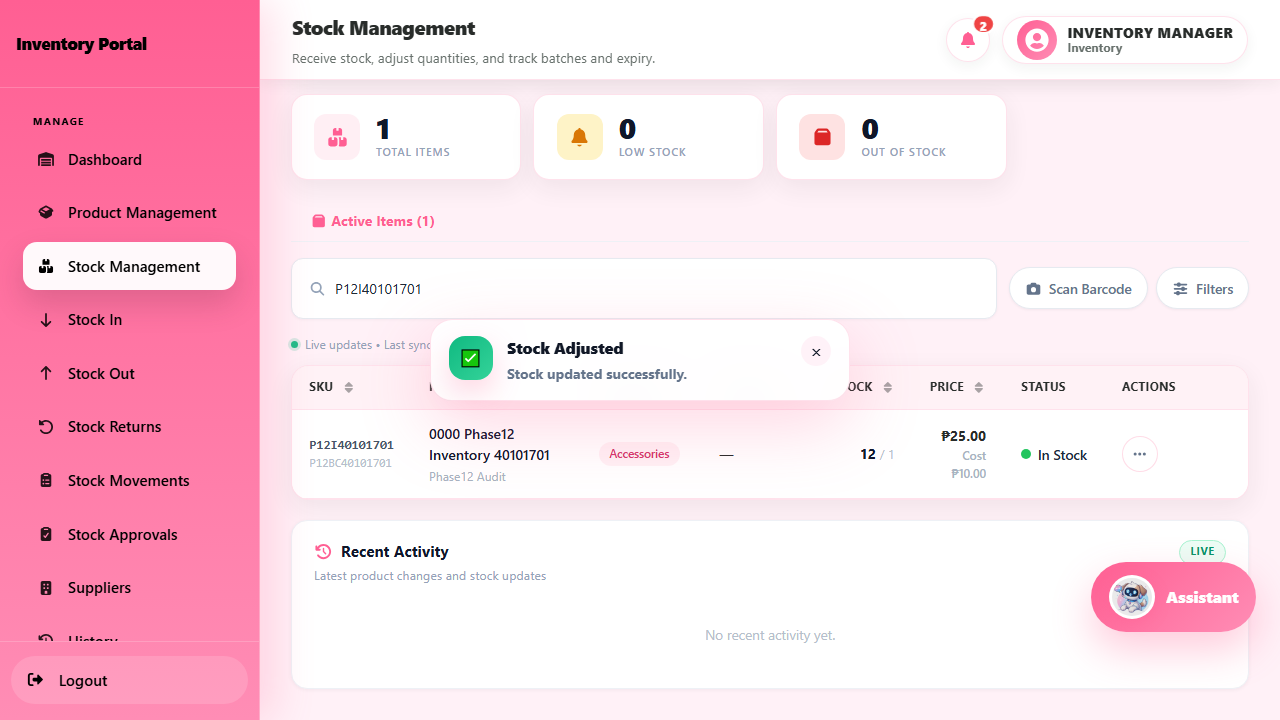 Inventory Portal
MANAGE
Dashboard
Product Management
Stock Management
Stock In
Stock Out
Stock Returns
Stock Movements
Stock Approvals
Suppliers
History
Logout
Stock Management
Receive stock, adjust quantities, and track batches and expiry.
2
INVENTORY MANAGER
Inventory
1
TOTAL ITEMS
0
LOW STOCK
0
OUT OF STOCK
Active Items (1)
P12I40101701
Scan Barcode
Filters
Live updates • Last sync
Stock Adjusted
Stock updated successfully.
SKU
PRICE
STATUS
ACTIONS
P12I40101701
P12BC40101701
0000 Phase12
Inventory 40101701
Phase12 Audit
Accessories
—
12 / 1
₱25.00
Cost
₱10.00
In Stock
Recent Activity
LIVE
Latest product changes and stock updates
No recent activity yet.
Assistant